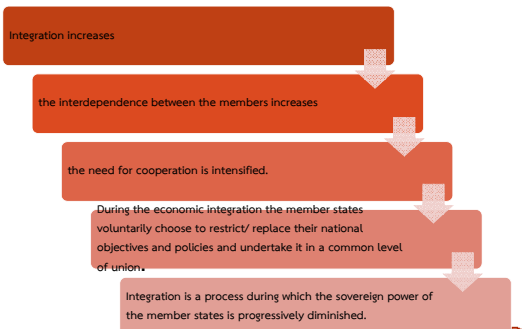 Integration increases
the interdependence between the members increases
the need for cooperation is intensified.
During the economic integration the member states
voluntarily choose to restrict/ replace their national
objectives and policies and undertake it in a common level
of union.
Integration is a process during which the sovereign power of
the member states is progressively diminished.